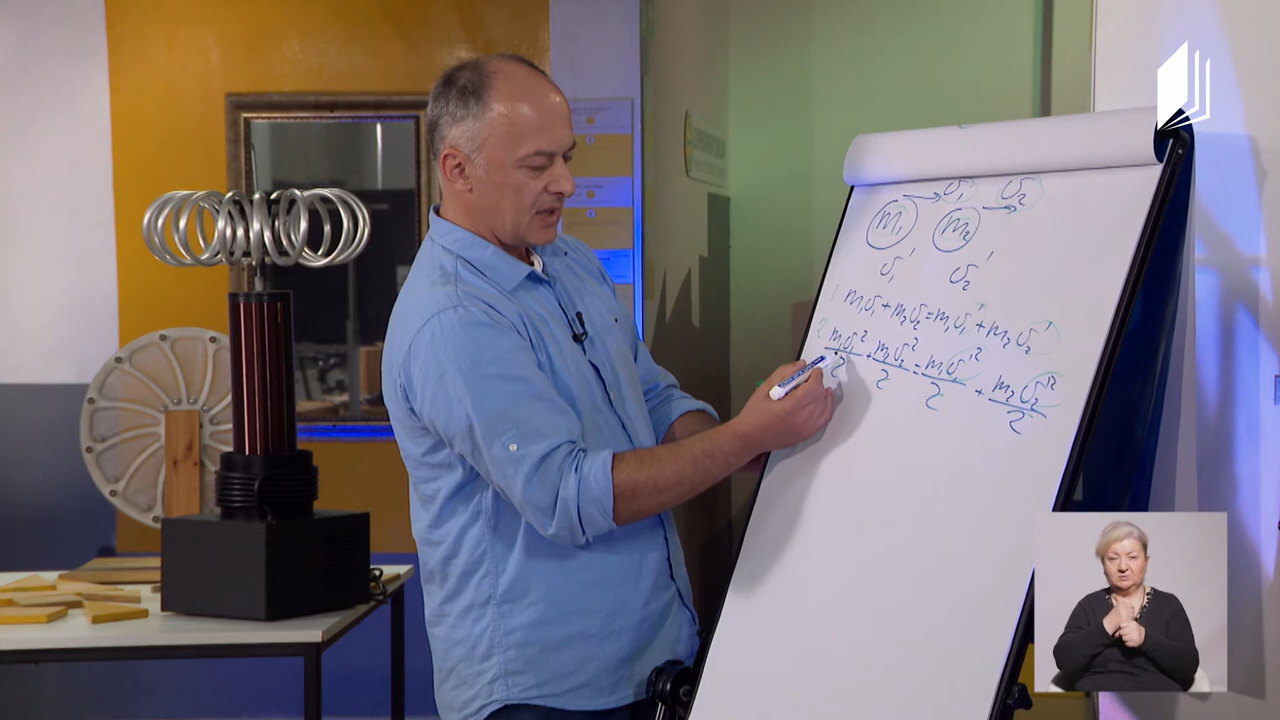 υ₁ υ₂
m₁ m₂
υ₁' υ₂'
1. m₁υ₁ + m₂υ₂ = m₁υ₁' + m₂υ₂'
2. m₁υ₁²/2 + m₂υ₂²/2 = m₁υ₁'²/2 + m₂υ₂'²/2